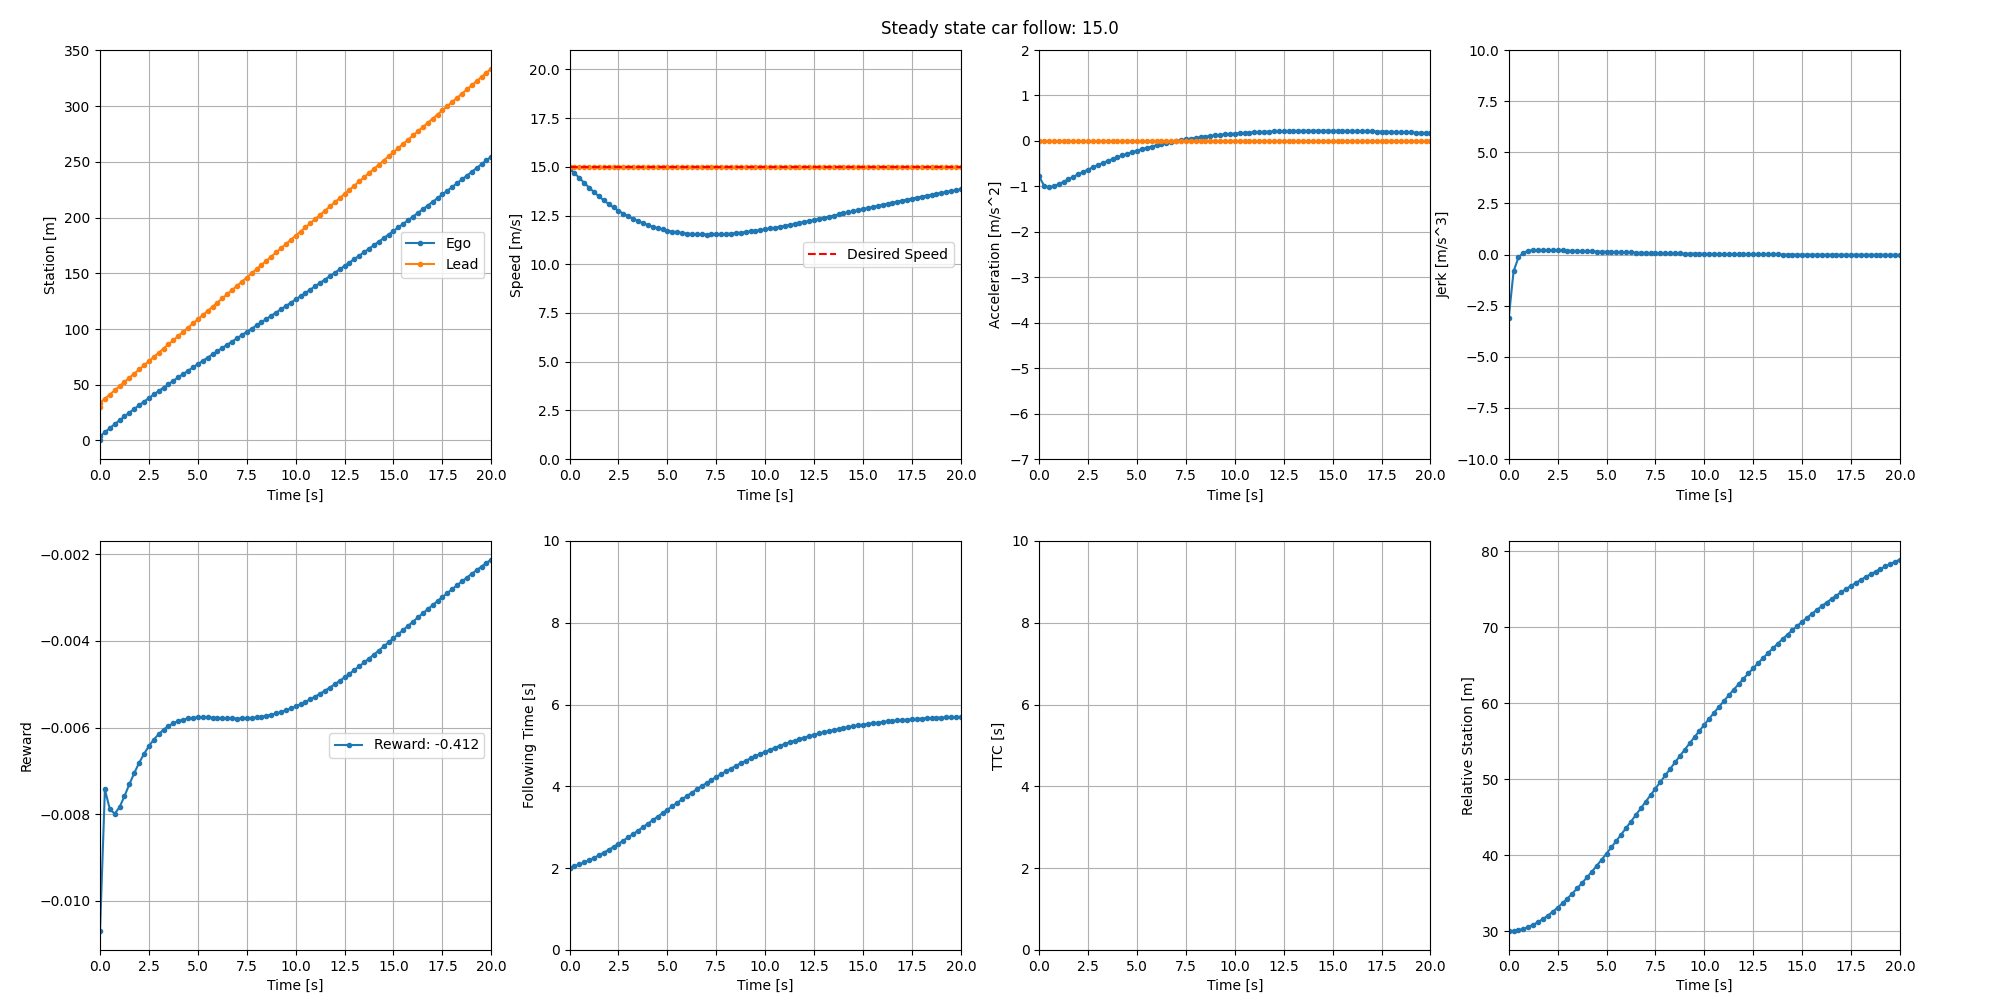 Steady state car follow: 15.0
350
300
250
200
150
100
50
0
Station [m]
Ego
Lead
0.0 2.5 5.0 7.5 10.0 12.5 15.0 17.5 20.0
Time [s]
20.0
17.5
15.0
12.5
10.0
7.5
5.0
2.5
0.0
Speed [m/s]
Desired Speed
0.0 2.5 5.0 7.5 10.0 12.5 15.0 17.5 20.0
Time [s]
2
1
0
−1
−2
−3
−4
−5
−6
−7
Acceleration [m/s^2]
0.0 2.5 5.0 7.5 10.0 12.5 15.0 17.5 20.0
Time [s]
10.0
7.5
5.0
2.5
0.0
−2.5
−5.0
−7.5
−10.0
Jerk [m/s^3]
0.0 2.5 5.0 7.5 10.0 12.5 15.0 17.5 20.0
Time [s]
−0.002
−0.004
−0.006
−0.008
−0.010
Reward
Reward: -0.412
0.0 2.5 5.0 7.5 10.0 12.5 15.0 17.5 20.0
Time [s]
10
8
6
4
2
0
Following Time [s]
0.0 2.5 5.0 7.5 10.0 12.5 15.0 17.5 20.0
Time [s]
10
8
6
4
2
0
TTC [s]
0.0 2.5 5.0 7.5 10.0 12.5 15.0 17.5 20.0
Time [s]
80
70
60
50
40
30
Relative Station [m]
0.0 2.5 5.0 7.5 10.0 12.5 15.0 17.5 20.0
Time [s]